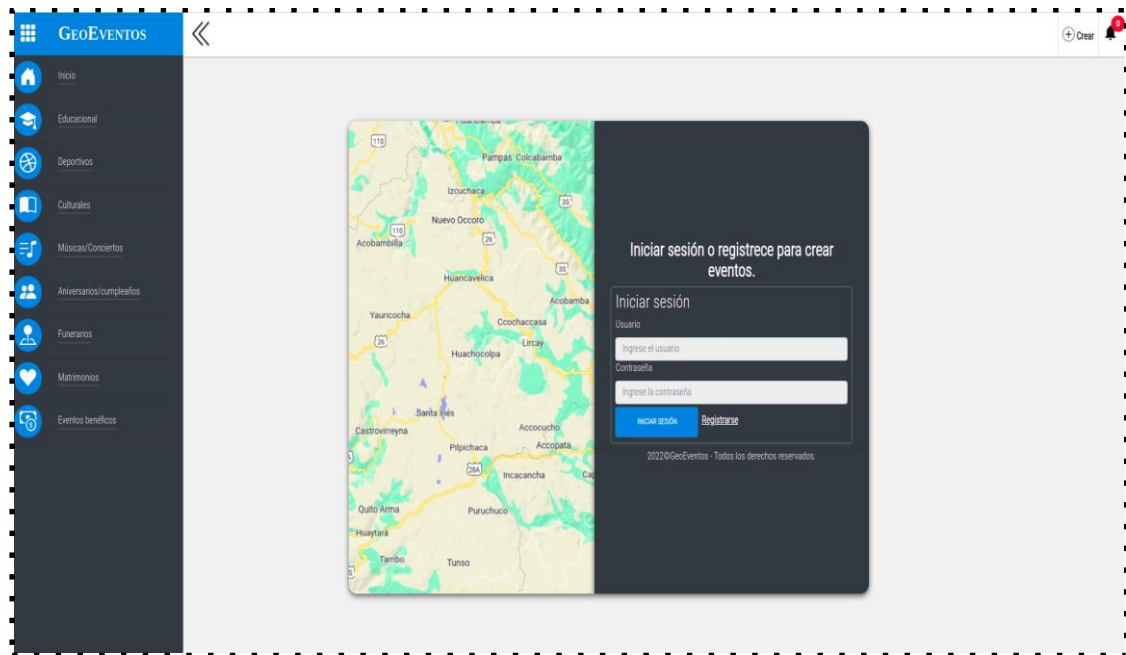 GEOEVENTOS
Crear
0
Inicio
Educacional
Deportivos
Culturales
Músicas/Conciertos
Aniversarios/cumpleaños
Funerarios
Matrimonios
Eventos benéficos
110
Pampas Colcabamba
Izcuchaca
35
Nuevo Occoro
110
Acobambilla
26
35
Huancavelica
Acobamba
Yauricocha
Ccochaccasa
26
Lircay
Huachocolpa
Santa Inés
Castrovirreyna
Accocucho
Pilpichaca
Accopata
28A
Incacancha
Quito Arma
Puruchuco
Huaytará
Tambo
Tunso
Iniciar sesión o registrece para crear
eventos.
Iniciar sesión
Usuario
Ingrese el usuario
Contraseña
Ingrese la contraseña
INICIAR SESIÓN
Registrarse
2022©GeoEventos - Todos los derechos reservados.